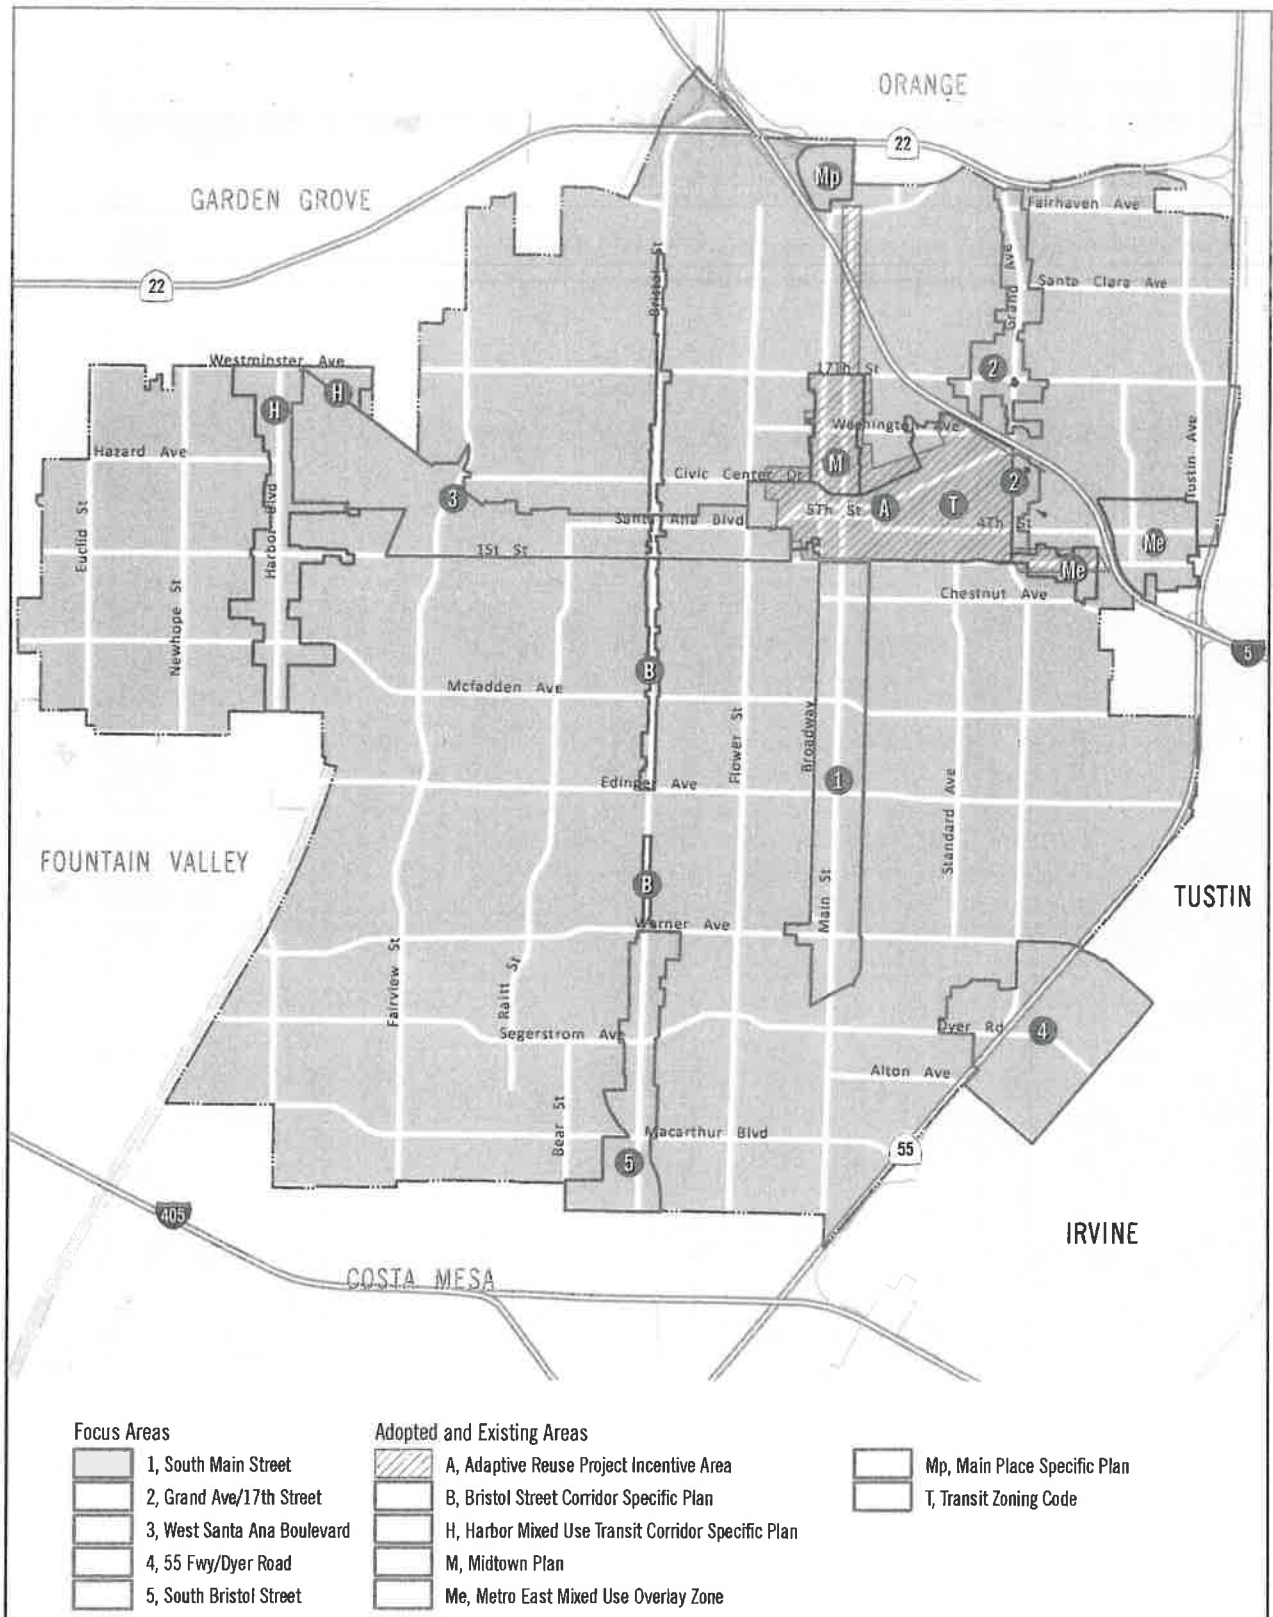 ORANGE
22
Mp
GARDEN GROVE
Fairhaven Ave
Bristol St
Grand Ave
Santa Clara Ave
22
Westminster Ave
17Th St
2
H
H
Tustin Ave
Washington Ave
Hazard Ave
Civic Center Dr
M
3
2
Euclid St
Harbor Blvd
5Th St
A
T
Santa Ana Blvd
4Th St
1St St
Me
Me
Newhope St
Chestnut Ave
5
B
Mcfadden Ave
Flower St
Broadway
Edinger Ave
1
Standard Ave
FOUNTAIN VALLEY
B
Main St
TUSTIN
Warner Ave
Fairview St
Raitt St
Segerstrom Ave
Dyer Rd
4
Alton Ave
Bear St
Macarthur Blvd
5
55
405
IRVINE
COSTA MESA
Focus Areas
1, South Main Street
2, Grand Ave/17th Street
3, West Santa Ana Boulevard
4, 55 Fwy/Dyer Road
5, South Bristol Street
Adopted and Existing Areas
A, Adaptive Reuse Project Incentive Area
B, Bristol Street Corridor Specific Plan
H, Harbor Mixed Use Transit Corridor Specific Plan
M, Midtown Plan
Me, Metro East Mixed Use Overlay Zone
Mp, Main Place Specific Plan
T, Transit Zoning Code